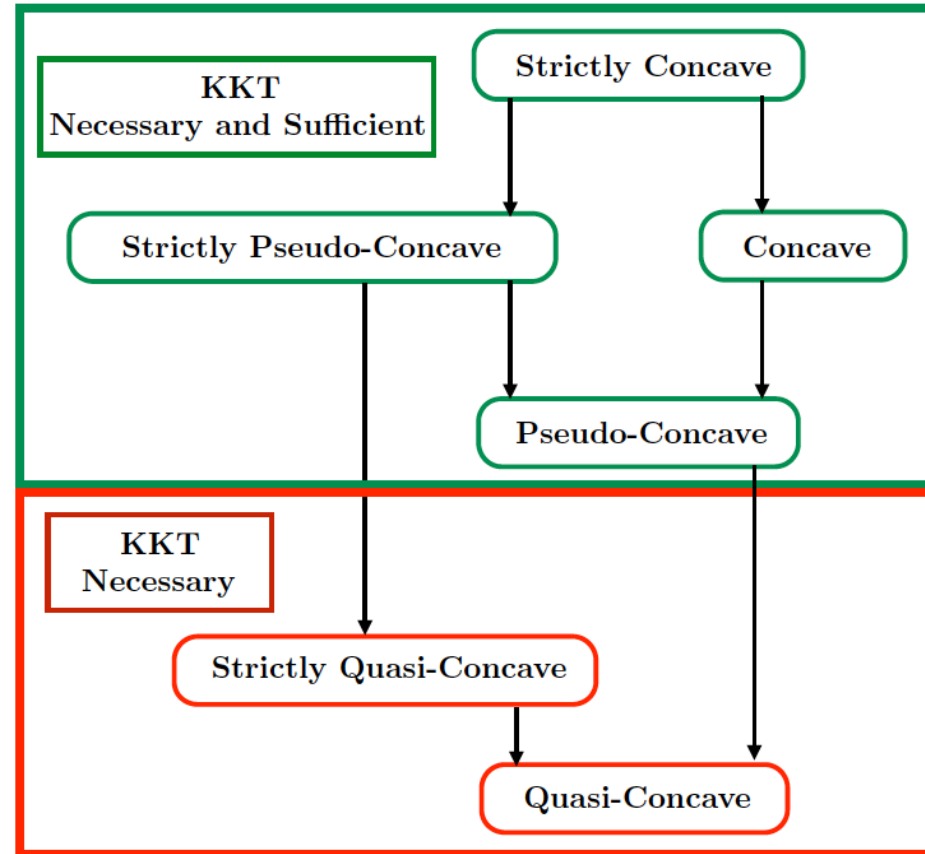 KKT
Necessary and Sufficient
Strictly Concave
Strictly Pseudo-Concave
Concave
Pseudo-Concave
KKT
Necessary
Strictly Quasi-Concave
Quasi-Concave